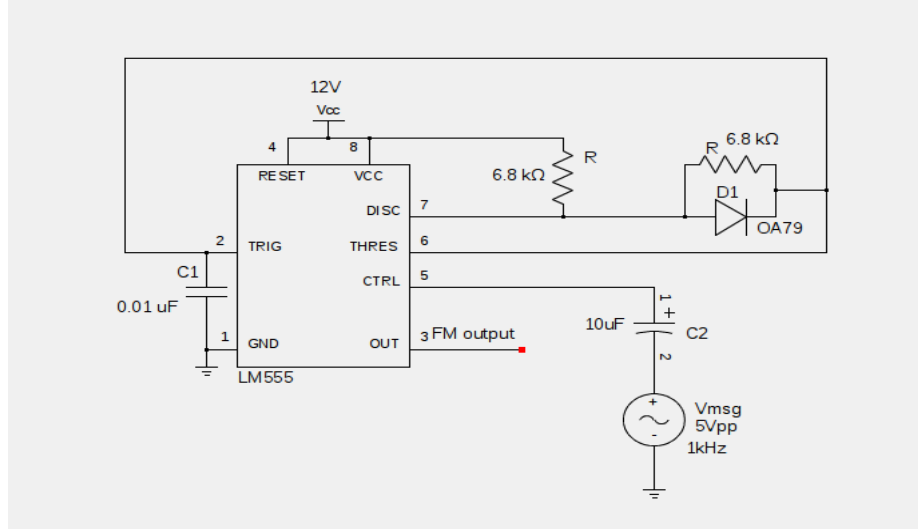 12V
Vcc
4
8
RESET
VCC
R
6.8 kΩ
R
6.8 kΩ
D1
OA79
DISC
7
2
TRIG
THRES
6
C1
0.01 uF
CTRL
5
1
+
10uF
C2
2
1
GND
OUT
3
FM output
LM555
+
-
Vmsg
5Vpp
1kHz